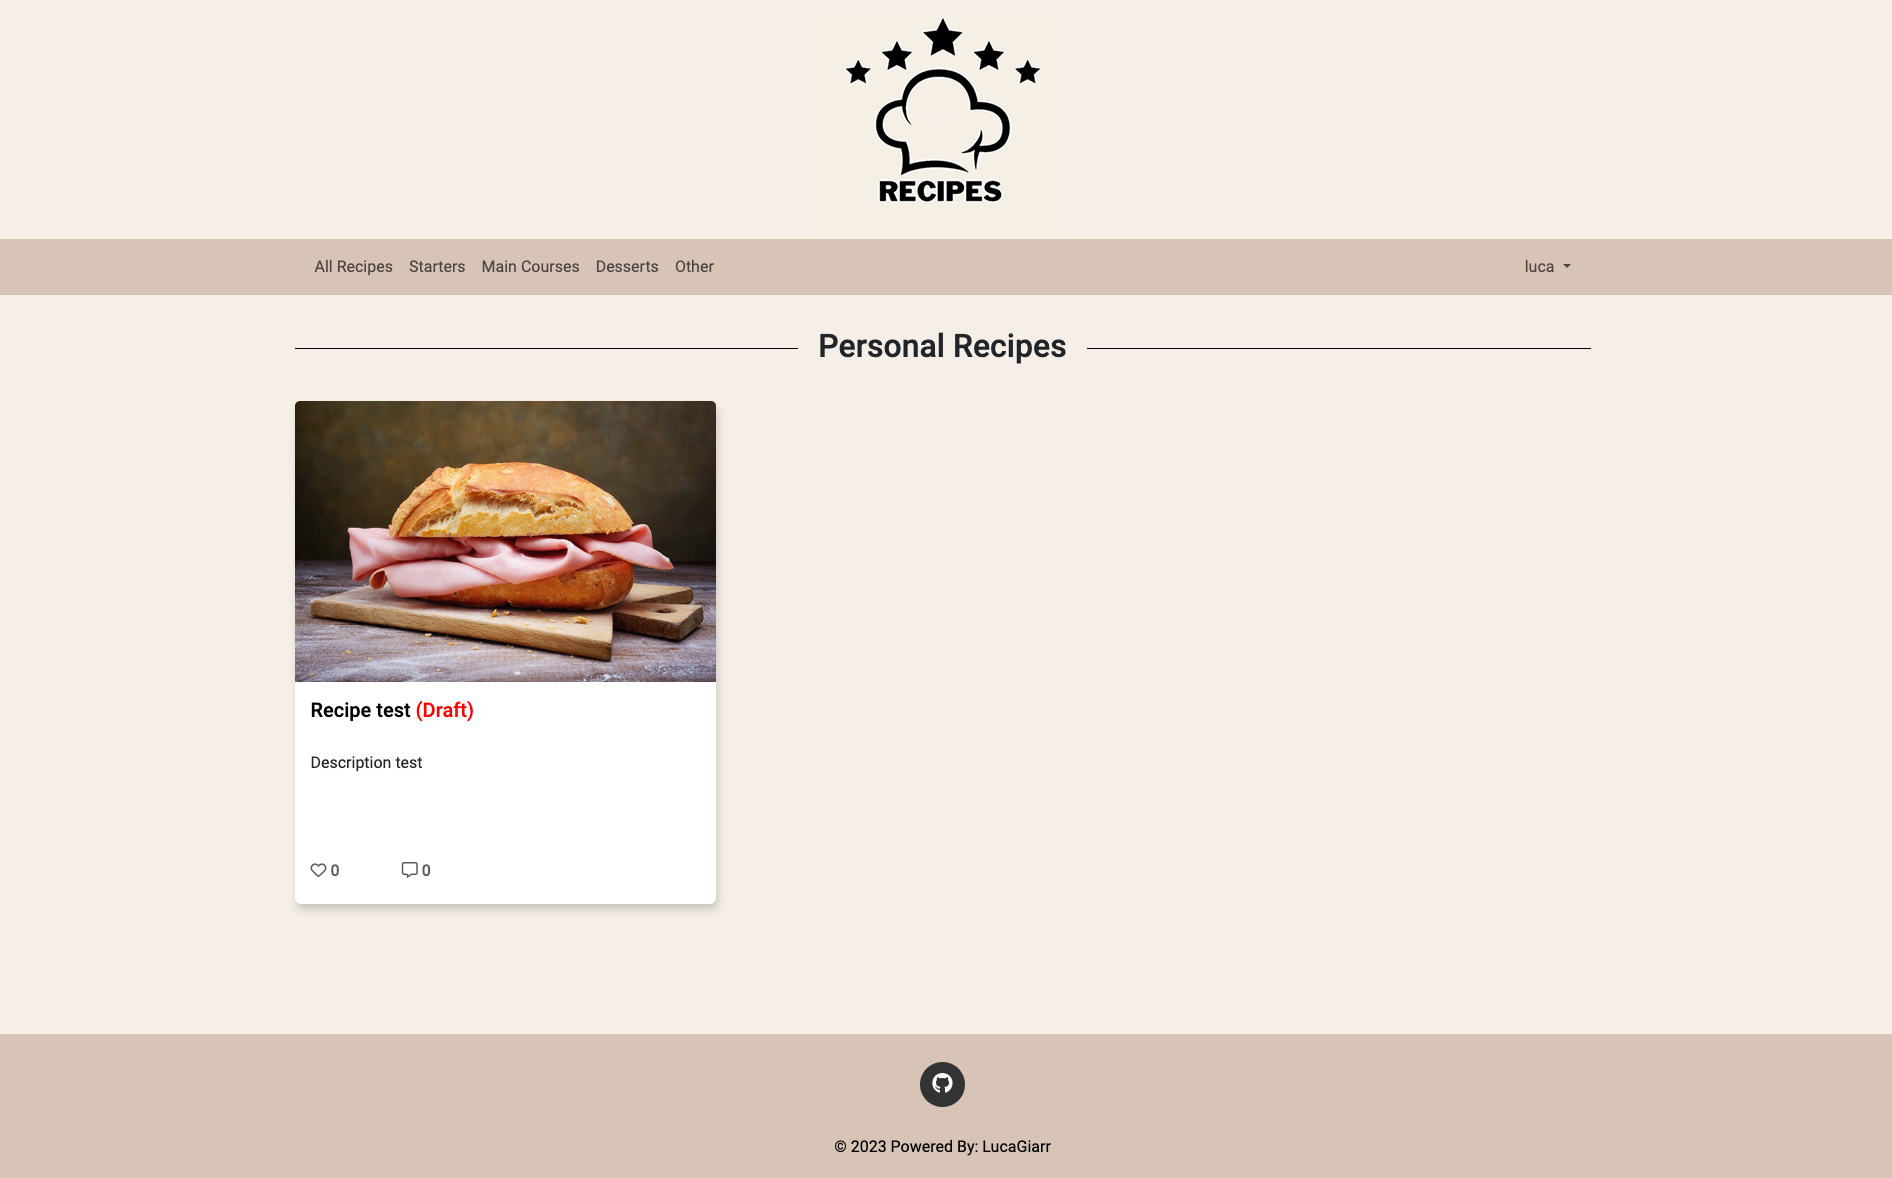 RECIPES
All Recipes Starters Main Courses Desserts Other luca
Personal Recipes
Recipe test (Draft)
Description test
0 0
© 2023 Powered By: LucaGiarr